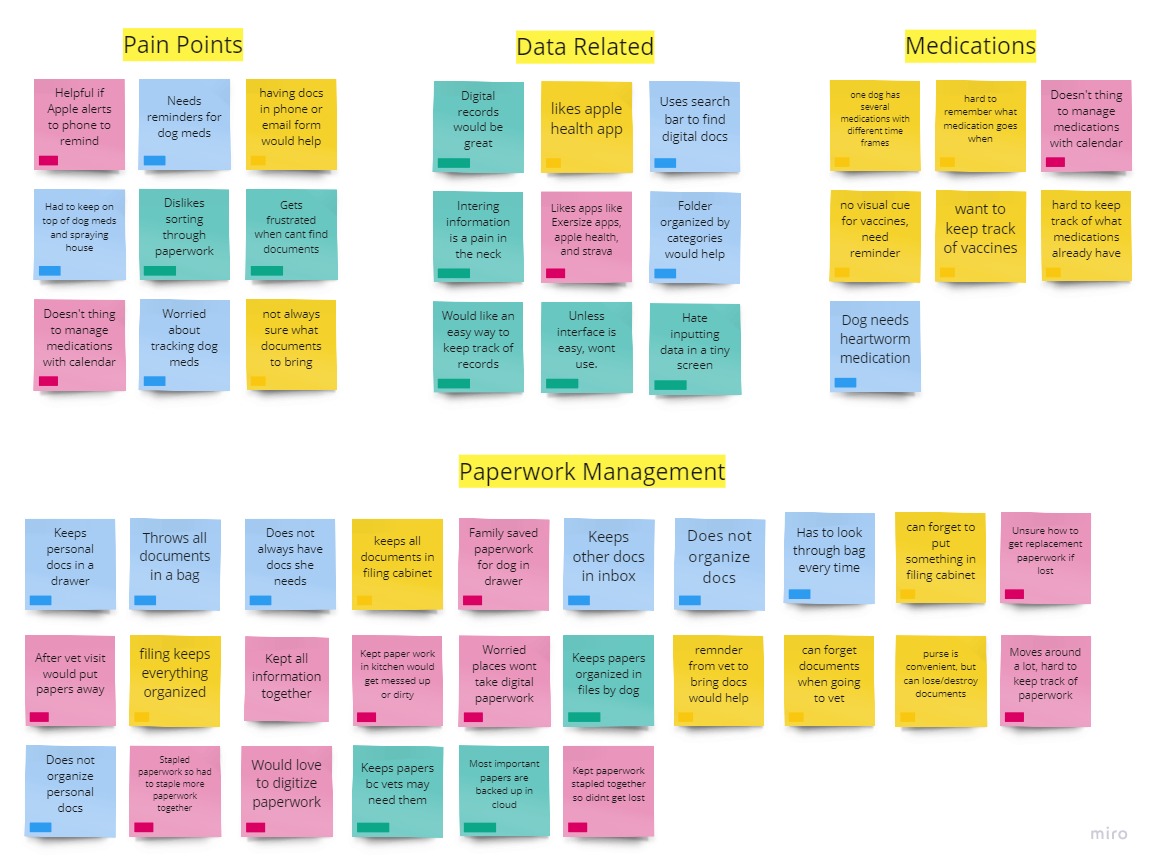 Pain Points
Helpful if
Apple alerts
to phone to
remind
Needs
reminders for
dog meds
having docs
in phone or
email form
would help
Had to keep on
top of dog meds
and spraying
house
Dislikes
sorting
through
paperwork
Gets
frustrated
when cant find
documents
Doesn't thing
to manage
medications
with calendar
Worried
about
tracking dog
meds
not always
sure what
documents
to bring
Data Related
Digital
records
would be
great
likes apple
health app
Uses search
bar to find
digital docs
Intering
information
is a pain in
the neck
Likes apps like
Exersize apps,
apple health,
and strava
Folder
organized by
categories
would help
Would like an
easy way to
keep track of
records
Unless
interface is
easy, wont
use.
Hate
inputting
data in a tiny
screen
Medications
one dog has
several
medications with
different time
frames
hard to
remember what
medication goes
when
Doesn't thing
to manage
medications
with calendar
no visual cue
for vaccines,
need
reminder
want to
keep track
of vaccines
hard to keep
track of what
medications
already have
Dog needs
heartworm
medication
Paperwork Management
Keeps
personal
docs in a
drawer
Throws all
documents
in a bag
Does not
always have
docs she
needs
keeps all
documents in
filing cabinet
Family saved
paperwork
for dog in
drawer
Keeps
other docs
in inbox
Does not
organize
docs
Has to look
through bag
every time
can forget to
put
something in
filing cabinet
Unsure how to
get replacement
paperwork if
lost
After vet visit
would put
papers away
filing keeps
everything
organized
Kept all
information
together
Kept paper work
in kitchen would
get messed up
or dirty
Worried
places wont
take digital
paperwork
Keeps papers
organized in
files by dog
remnder
from vet to
bring docs
would help
can forget
documents
when going
to vet
purse is
convenient, but
can lose/destroy
documents
Moves around
a lot, hard to
keep track of
paperwork
Does not
organize
personal
docs
Stapled
paperwork so had
to staple more
paperwork
together
Would love
to digitize
paperwork
Keeps papers
bc vets may
need them
Most important
papers are
backed up in
cloud
Kept paperwork
stapled together
so didnt get lost
miro